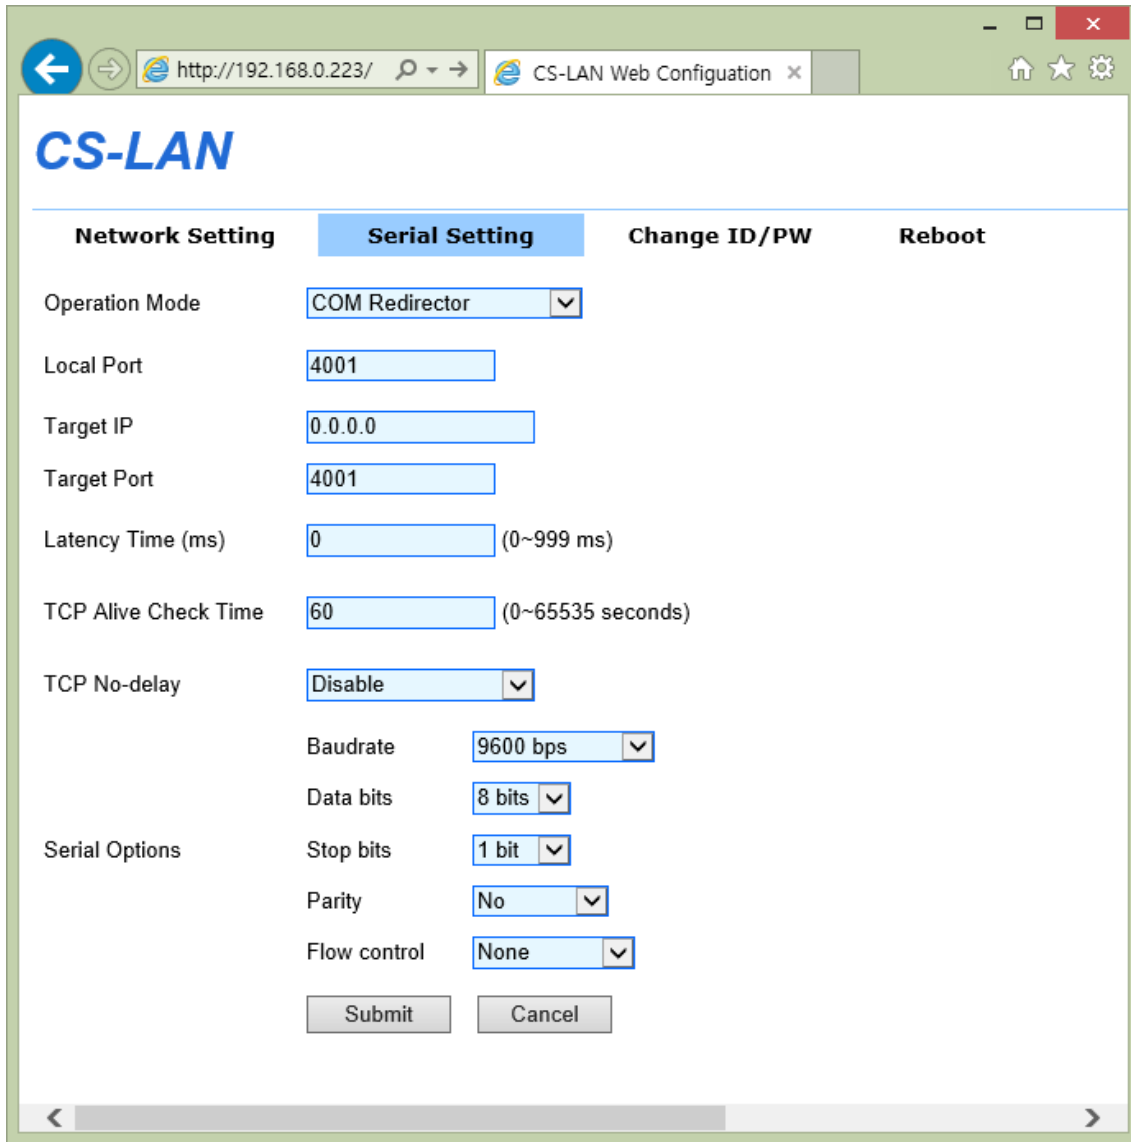 http://192.168.0.223/
CS-LAN Web Configuation
CS-LAN
Network Setting Serial Setting Change ID/PW Reboot
Operation Mode COM Redirector
Local Port 4001
Target IP 0.0.0.0
Target Port 4001
Latency Time (ms) 0 (0~999 ms)
TCP Alive Check Time 60 (0~65535 seconds)
TCP No-delay Disable
Baudrate 9600 bps
Data bits 8 bits
Serial Options Stop bits 1 bit
Parity No
Flow control None
Submit Cancel